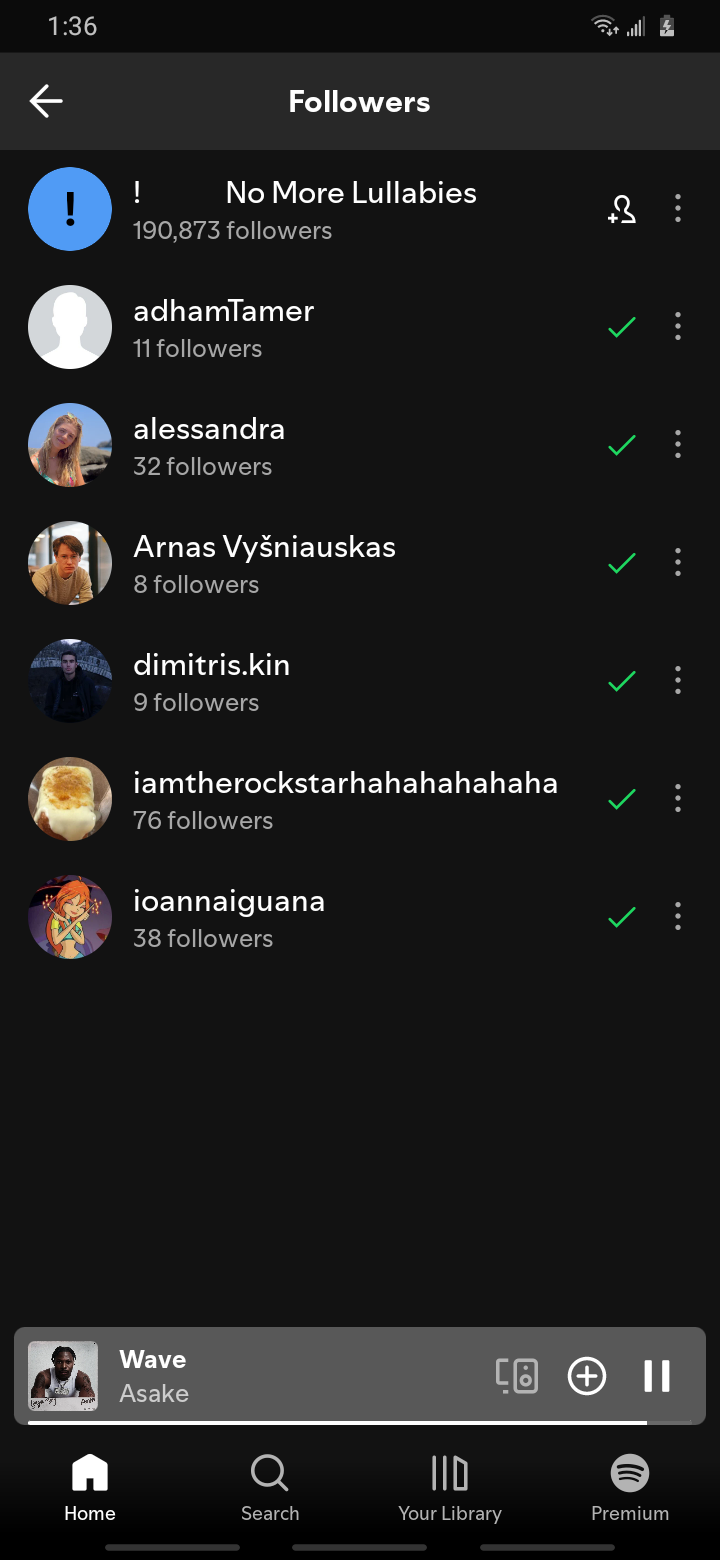 1:36
Followers
!
! No More Lullabies
190,873 followers
adhamTamer
11 followers
alessandra
32 followers
Arnas Vyšniauskas
8 followers
dimitris.kin
9 followers
iamtherockstarhahahahahaha
76 followers
ioannaiguana
38 followers
Wave
Asake
Home
Search
Your Library
Premium